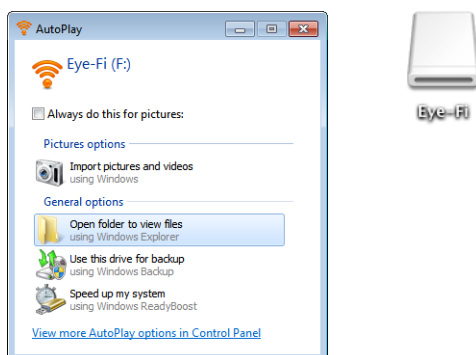 AutoPlay
Eye-Fi (F:)
Always do this for pictures:
Pictures options
Import pictures and videos
using Windows
General options
Open folder to view files
using Windows Explorer
Use this drive for backup
using Windows Backup
Speed up my system
using Windows ReadyBoost
View more AutoPlay options in Control Panel
Eye-Fi